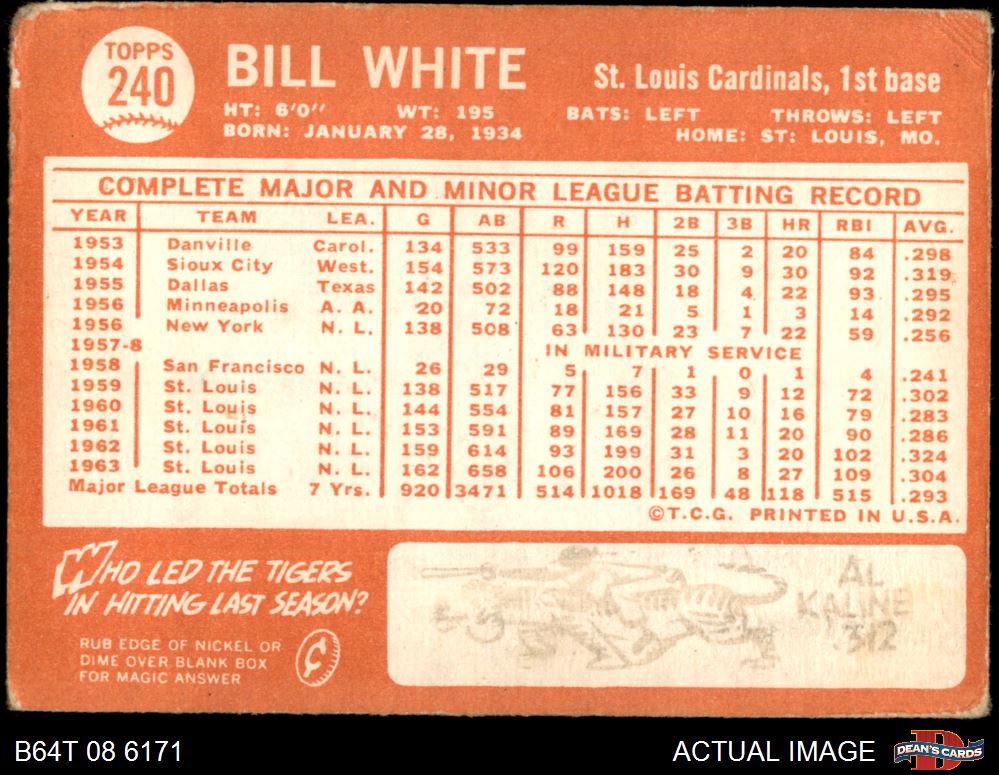 TOPPS
240
BILL WHITE
St. Louis Cardinals, 1st base
HT: 6'0" WT: 195 BATS: LEFT THROWS: LEFT
BORN: JANUARY 28, 1934 HOME: ST. LOUIS, MO.
COMPLETE MAJOR AND MINOR LEAGUE BATTING RECORD
YEAR TEAM LEA. G AB R H 2B 3B HR RBI AVG.
1953 Danville Carol. 134 533 99 159 25 2 20 84 .298
1954 Sioux City West. 154 573 120 183 30 9 30 92 .319
1955 Dallas Texas 142 502 88 148 18 4 22 93 .295
1956 Minneapolis A. A. 20 72 18 21 5 1 3 14 .292
1956 New York N. L. 138 508 63 130 23 7 22 59 .256
1957-8 IN MILITARY SERVICE
1958 San Francisco N. L. 26 29 5 7 1 0 1 4 .241
1959 St. Louis N. L. 138 517 77 156 33 9 12 72 .302
1960 St. Louis N. L. 144 554 81 157 27 10 16 79 .283
1961 St. Louis N. L. 153 591 89 169 28 11 20 90 .286
1962 St. Louis N. L. 159 614 93 199 31 3 20 102 .324
1963 St. Louis N. L. 162 658 106 200 26 8 27 109 .304
Major League Totals 7 Yrs. 920 3471 514 1018 169 48 118 515 .293
©T.C.G. PRINTED IN U.S.A.
WHO LED THE TIGERS
IN HITTING LAST SEASON?
RUB EDGE OF NICKEL OR
DIME OVER BLANK BOX
FOR MAGIC ANSWER
¢
AL
KALINE
.312
B64T 08 6171 ACTUAL IMAGE
DEAN'S CARDS